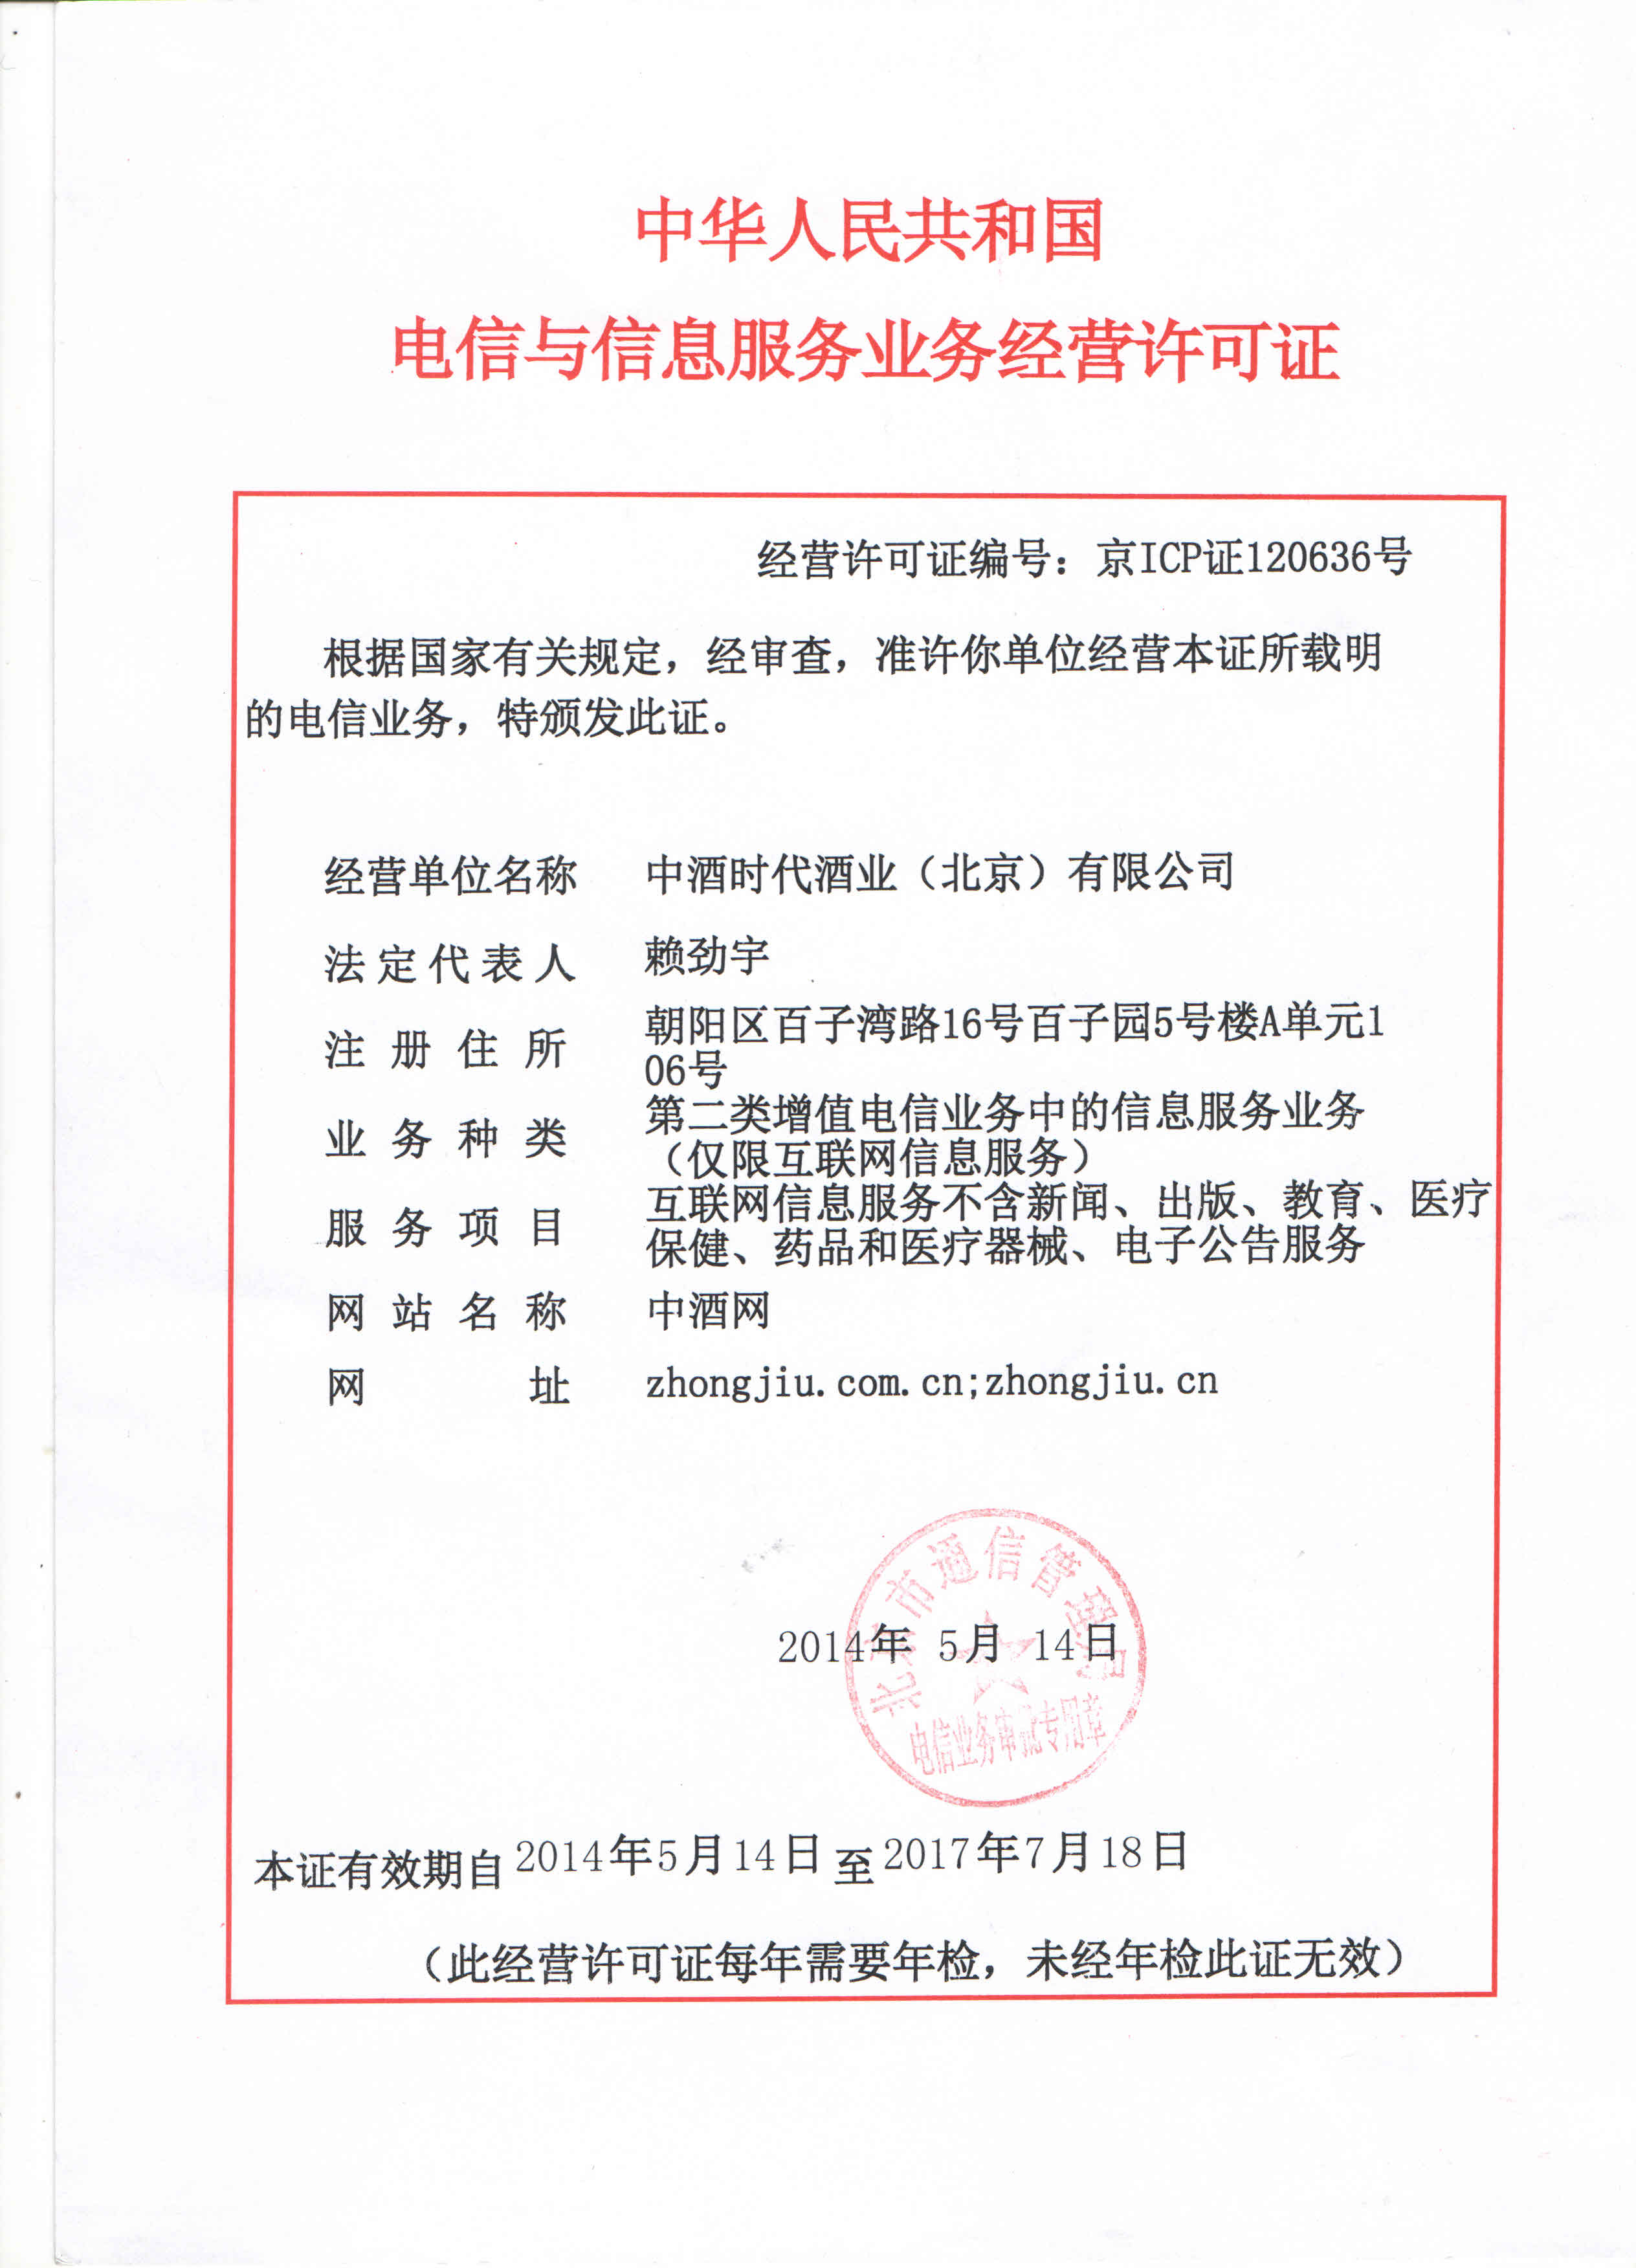 中华人民共和国
电信与信息服务业务经营许可证
经营许可证编号：京ICP证120636号
根据国家有关规定，经审查，准许你单位经营本证所载明
的电信业务，特颁发此证。
经营单位名称 中酒时代酒业（北京）有限公司
法定代表人 赖劲宇
注册住所 朝阳区百子湾路16号百子园5号楼A单元1
06号
业务种类 第二类增值电信业务中的信息服务业务
（仅限互联网信息服务）
服务项目 互联网信息服务不含新闻、出版、教育、医疗
保健、药品和医疗器械、电子公告服务
网站名称 中酒网
网址 zhongjiu.com.cn;zhongjiu.cn
北京市通信管理局
2014年 5月 14日
电信业务审批专用章
本证有效期自2014年5月14日至2017年7月18日
（此经营许可证每年需要年检，未经年检此证无效）